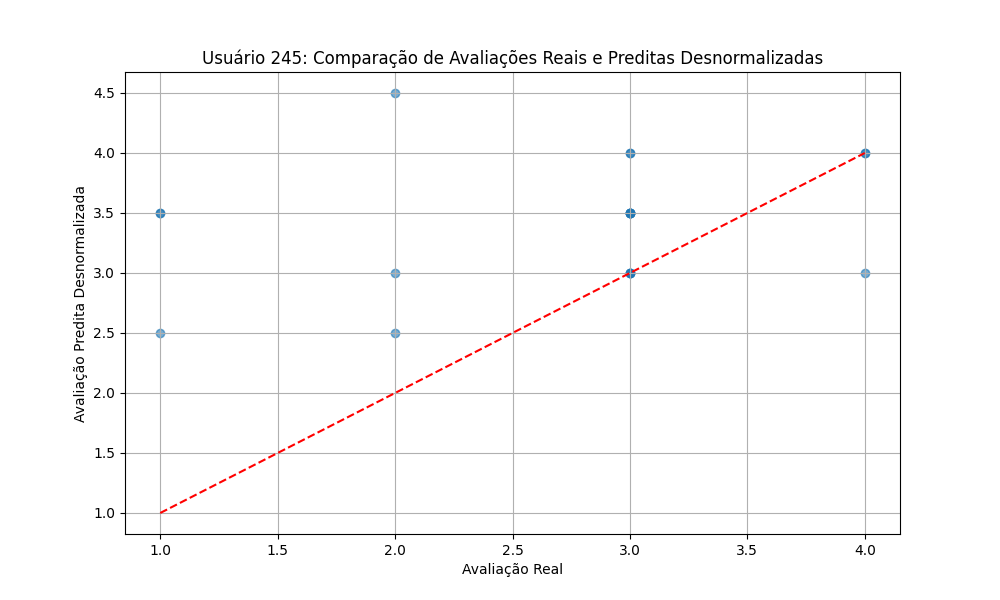 Usuário 245: Comparação de Avaliações Reais e Preditas Desnormalizadas
Avaliação Predita Desnormalizada
4.5
4.0
3.5
3.0
2.5
2.0
1.5
1.0
1.0 1.5 2.0 2.5 3.0 3.5 4.0
Avaliação Real